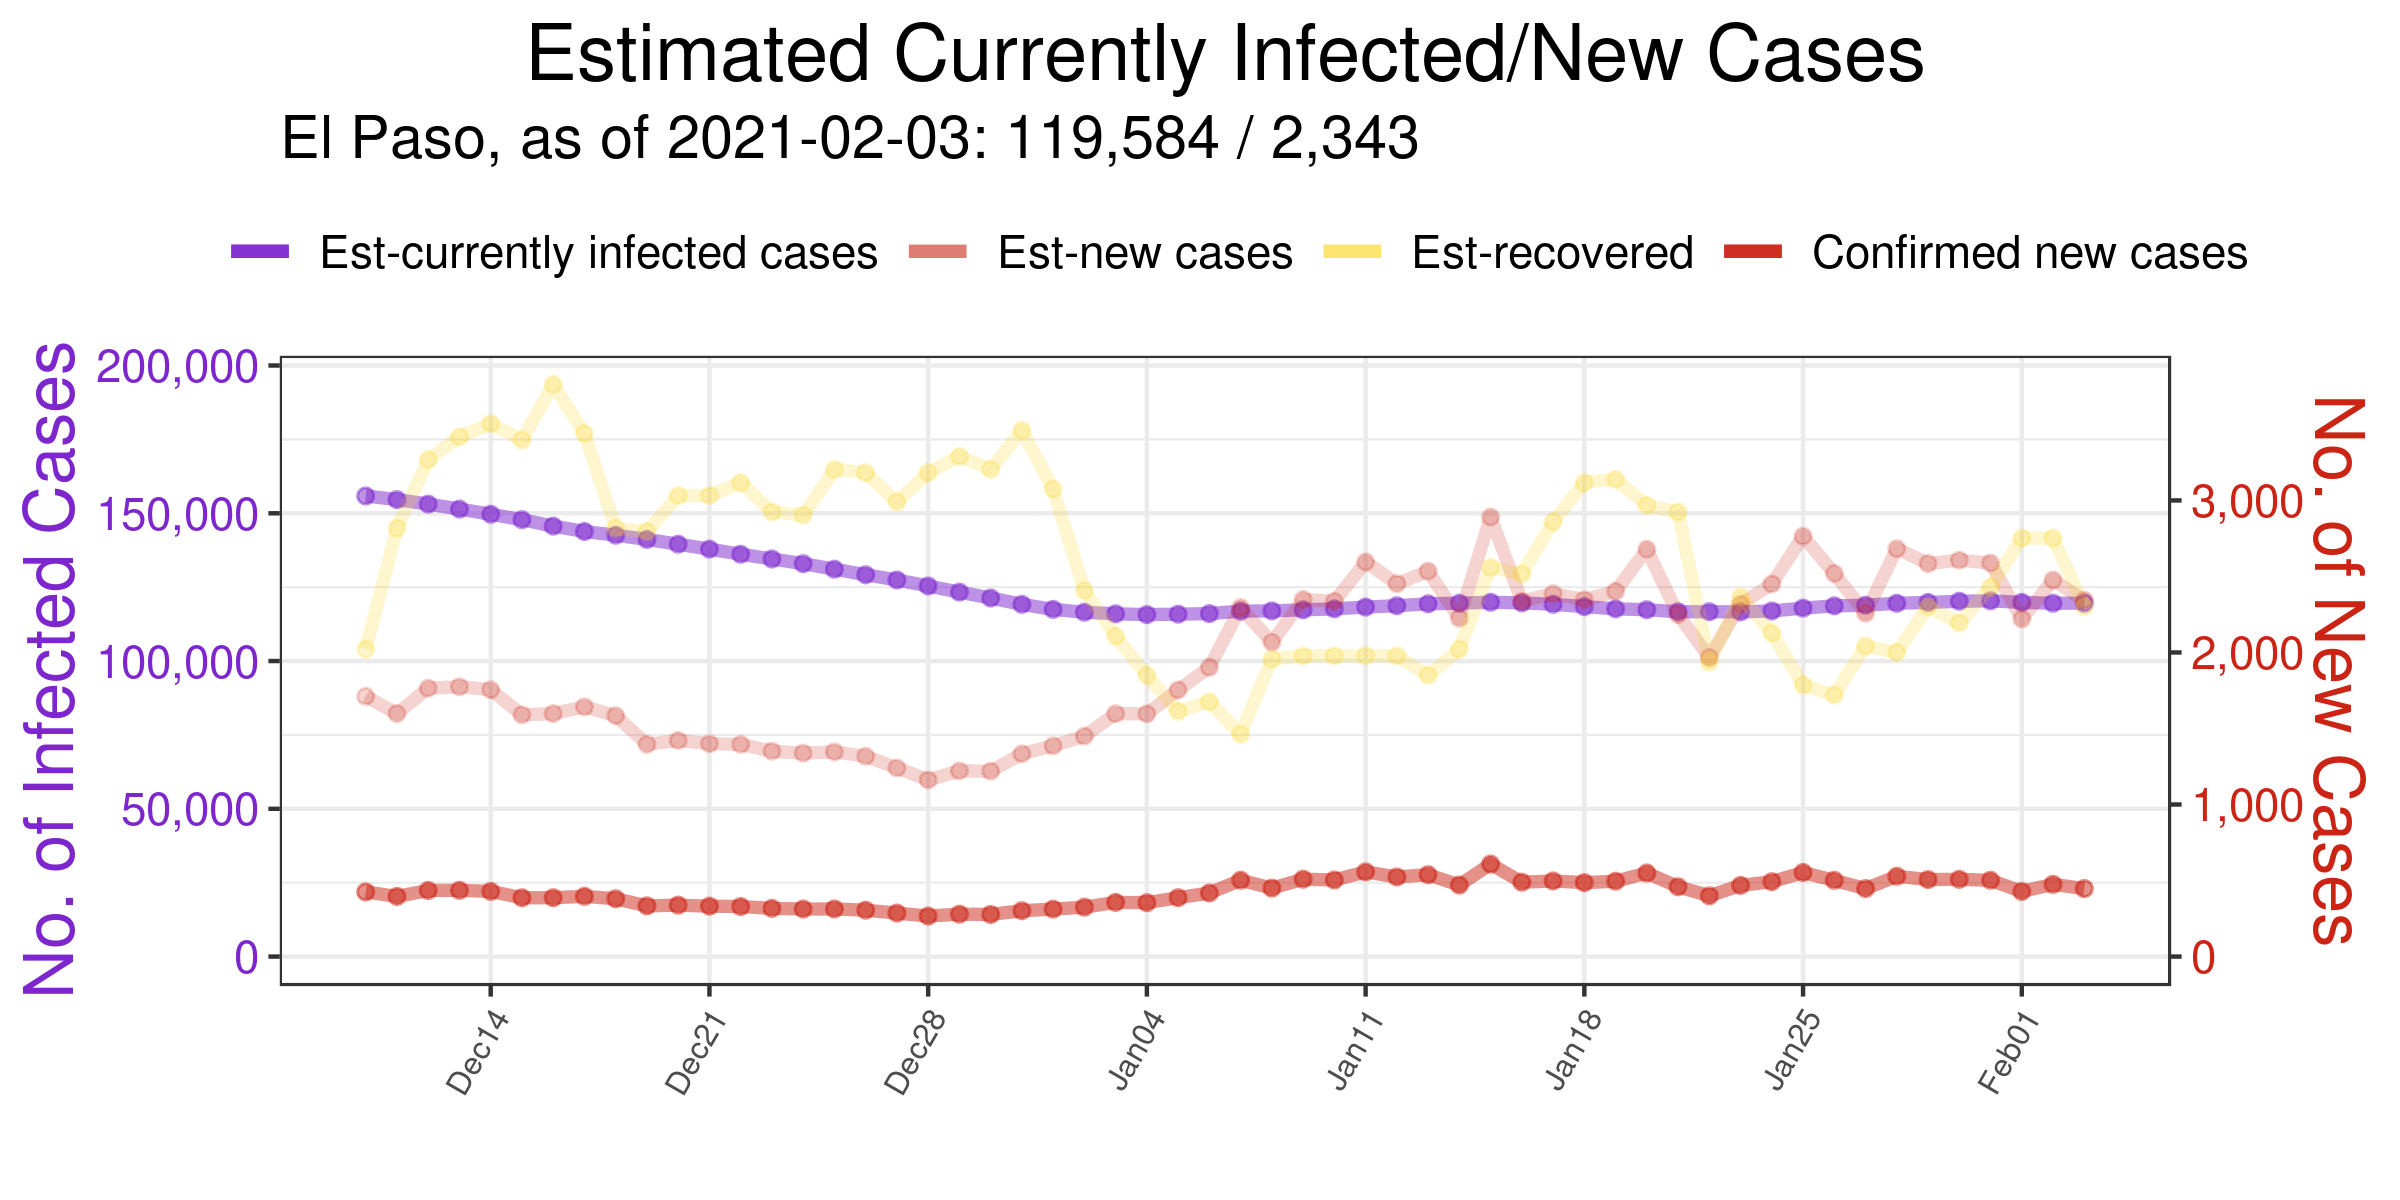 Estimated Currently Infected/New Cases
El Paso, as of 2021-02-03: 119,584 / 2,343
Est-currently infected cases Est-new cases Est-recovered Confirmed new cases
No. of Infected Cases
200,000
150,000
100,000
50,000
0
3,000
2,000
1,000
0
No. of New Cases
Dec14 Dec21 Dec28 Jan04 Jan11 Jan18 Jan25 Feb01